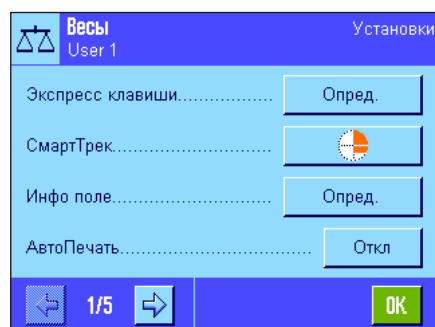 Весы
Установки
User 1
Экспресс клавиши................. Опред.
СмартТрек..........................
Инфо поле........................... Опред.
АвтоПечать................................ Откл
1/5
OK